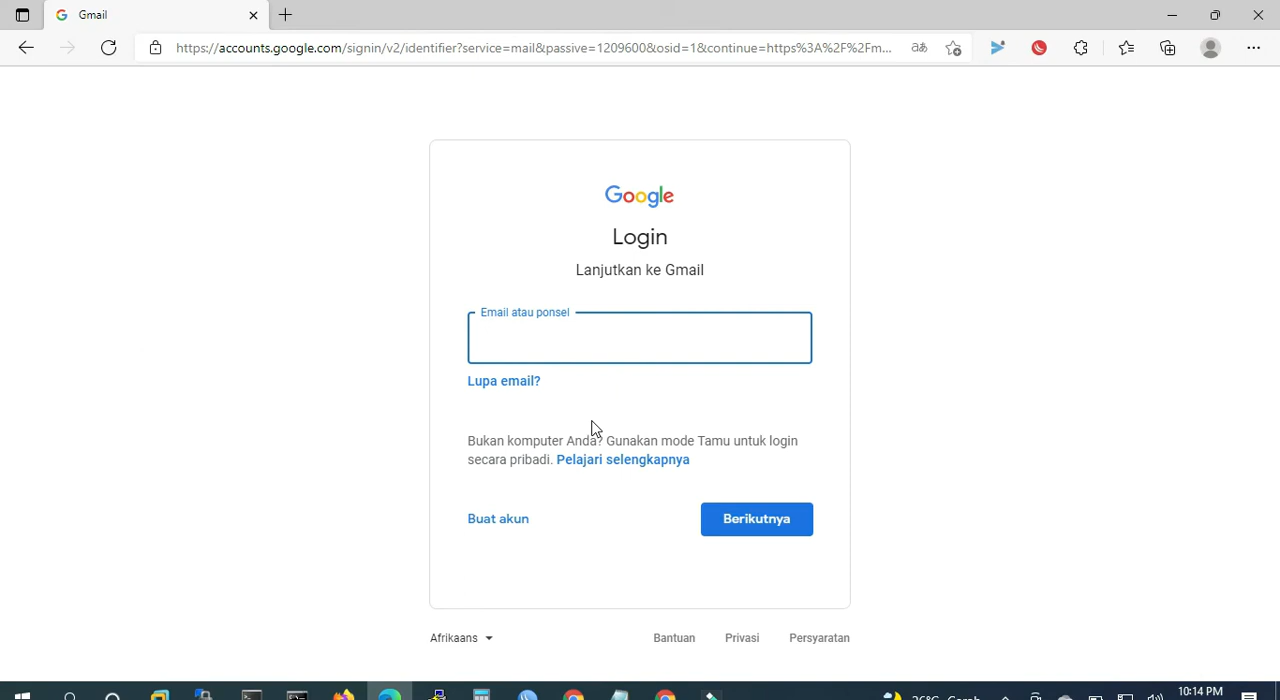 Gmail
https://accounts.google.com/signin/v2/identifier?service=mail&passive=1209600&osid=1&continue=https%3A%2F%2Fm...
Google
Login
Lanjutkan ke Gmail
Email atau ponsel
Lupa email?
Bukan komputer Anda? Gunakan mode Tamu untuk login
secara pribadi. Pelajari selengkapnya
Buat akun
Berikutnya
Afrikaans
Bantuan
Privasi
Persyaratan
10:14 PM